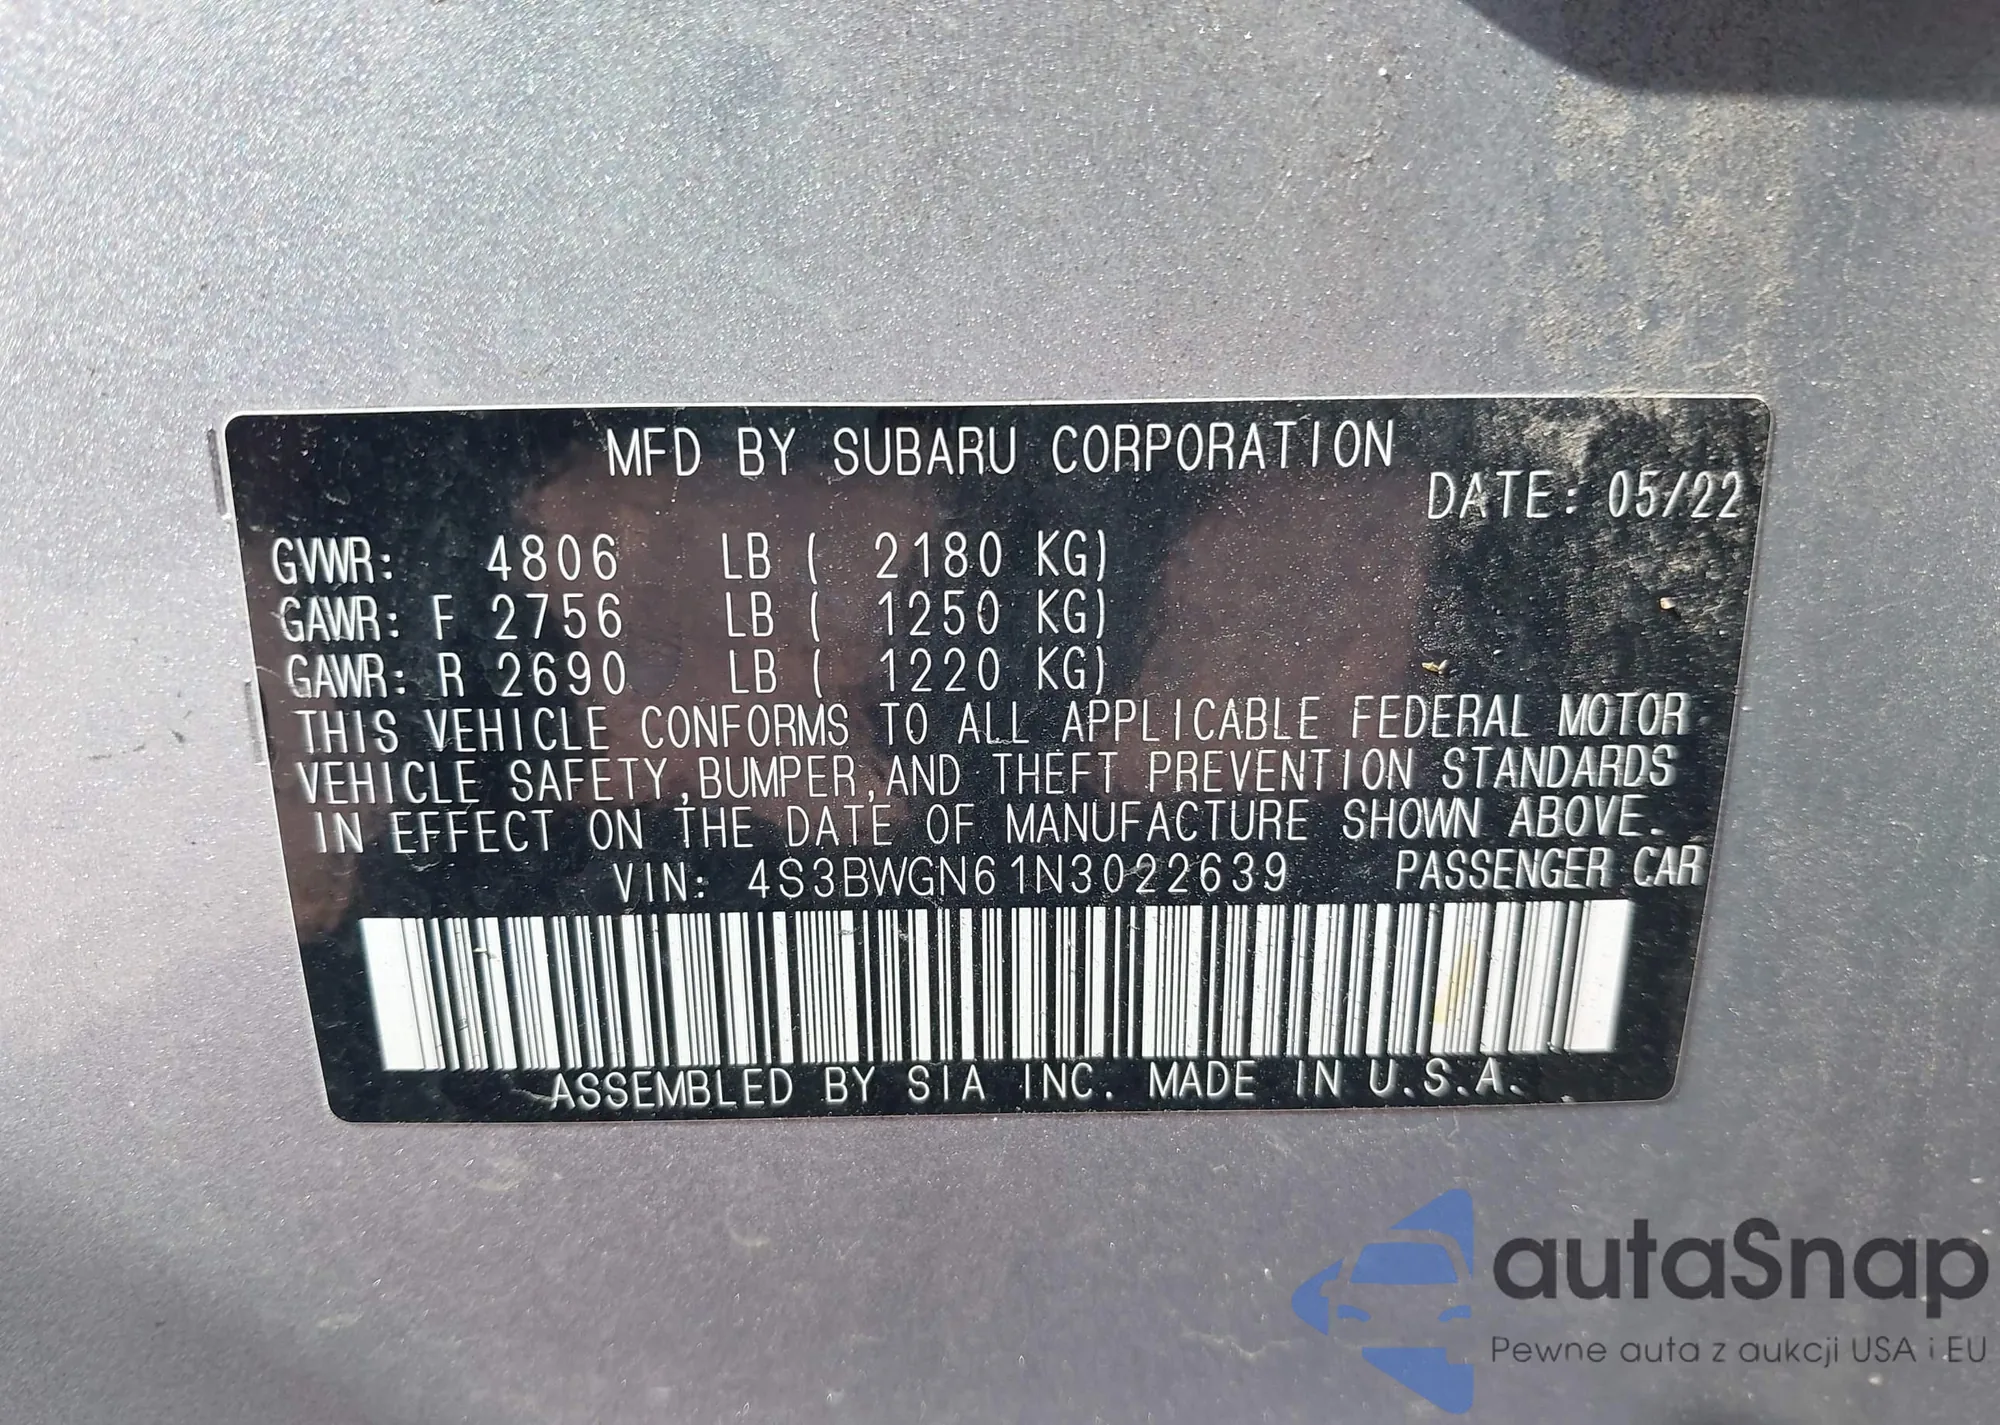 MFD BY SUBARU CORPORATION
DATE: 05/22
GVWR: 4806 LB ( 2180 KG)
GAWR: F 2756 LB ( 1250 KG)
GAWR: R 2690 LB ( 1220 KG)
THIS VEHICLE CONFORMS TO ALL APPLICABLE FEDERAL MOTOR
VEHICLE SAFETY,BUMPER,AND THEFT PREVENTION STANDARDS
IN EFFECT ON THE DATE OF MANUFACTURE SHOWN ABOVE.
VIN: 4S3BWGN61N3022639 PASSENGER CAR
ASSEMBLED BY SIA INC. MADE IN U.S.A.
autaSnap
Pewne auta z aukcji USA i EU